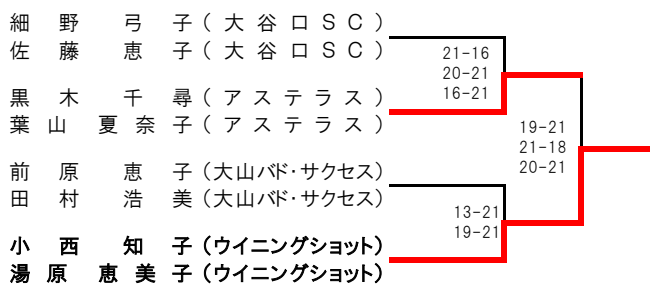 細野弓子(大谷口SC)
佐藤恵子(大谷口SC)
21-16
20-21
16-21
黒木千尋(アステラス)
葉山夏奈子(アステラス)
19-21
21-18
20-21
前原恵子(大山バド・サクセス)
田村浩美(大山バド・サクセス)
13-21
19-21
小西知子(ウイニングショット)
湯原恵美子(ウイニングショット)